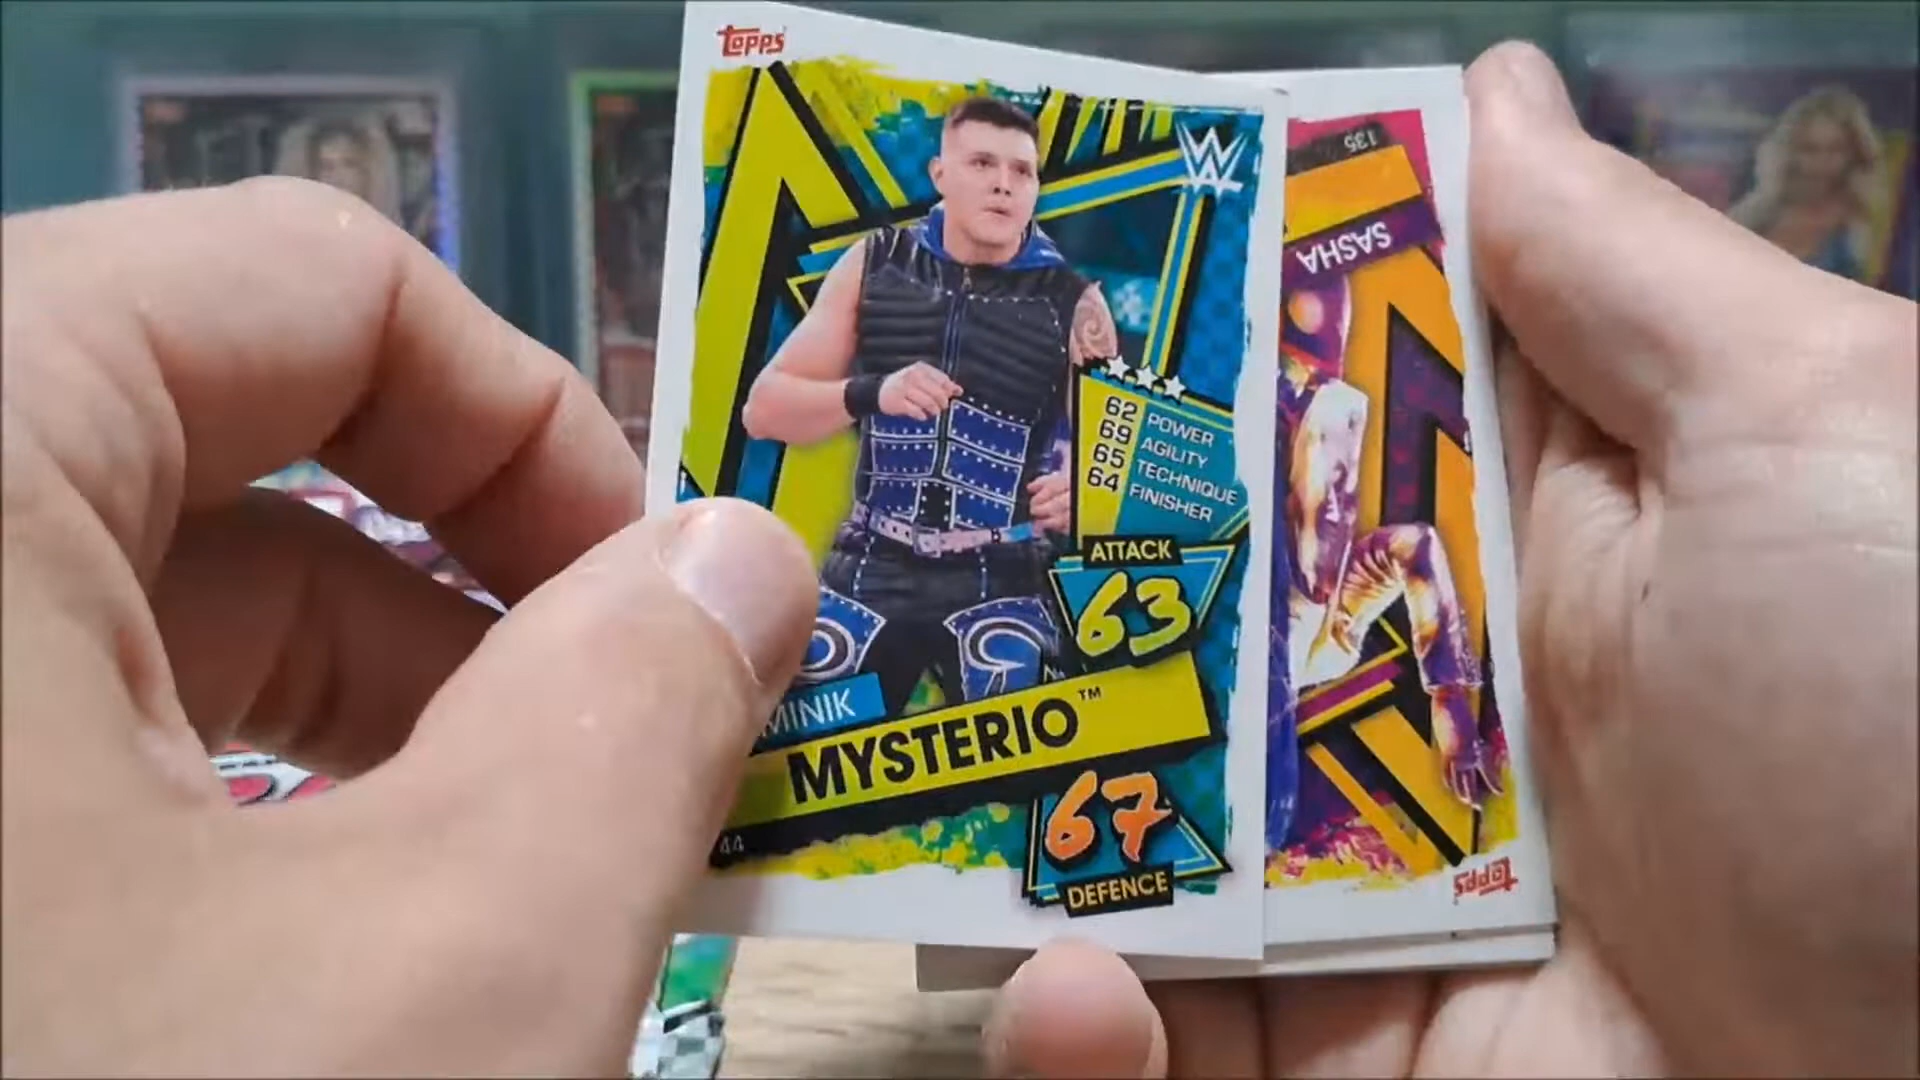 topps
W
135
SASHA
62 POWER
69 AGILITY
65 TECHNIQUE
64 FINISHER
ATTACK
63
MINIK
MYSTERIO™
67
DEFENCE
44
topps